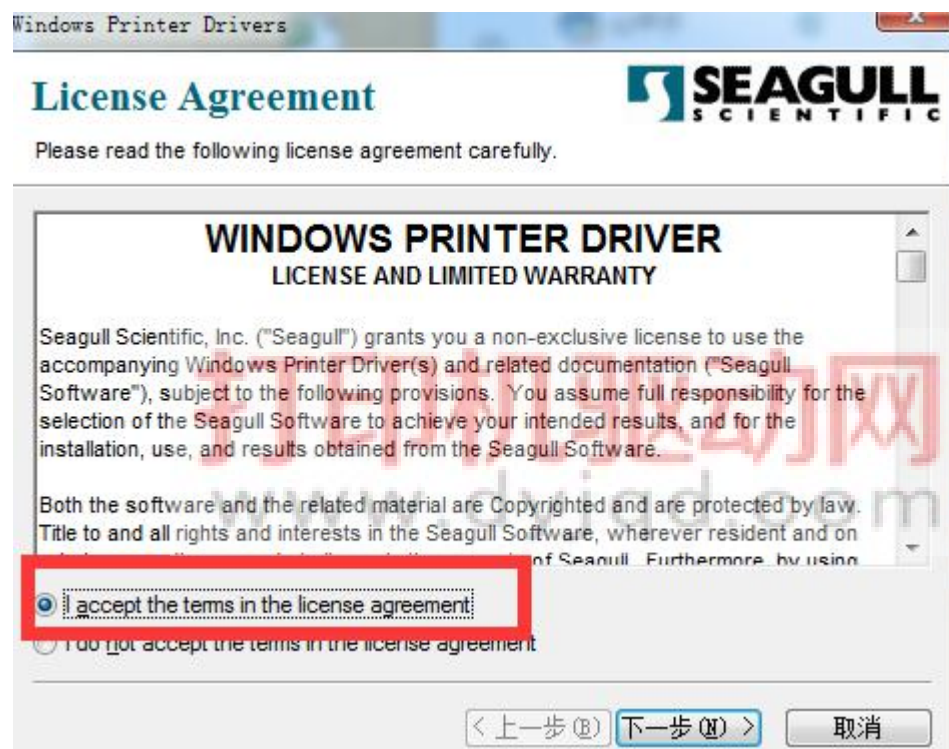 Windows Printer Drivers
License Agreement
SEAGULL
SCIENTIFIC
Please read the following license agreement carefully.
WINDOWS PRINTER DRIVER
LICENSE AND LIMITED WARRANTY
Seagull Scientific, Inc. ("Seagull") grants you a non-exclusive license to use the
accompanying Windows Printer Driver(s) and related documentation ("Seagull
Software"), subject to the following provisions. You assume full responsibility for the
selection of the Seagull Software to achieve your intended results, and for the
installation, use, and results obtained from the Seagull Software.
打印机驱动网
Both the software and the related material are Copyrighted and are protected by law.
www.dyjqd.com
Title to and all rights and interests in the Seagull Software, wherever resident and on
of Seagull. Furthermore, by using
I accept the terms in the license agreement
I do not accept the terms in the license agreement
< 上一步(B)
下一步(N) >
取消